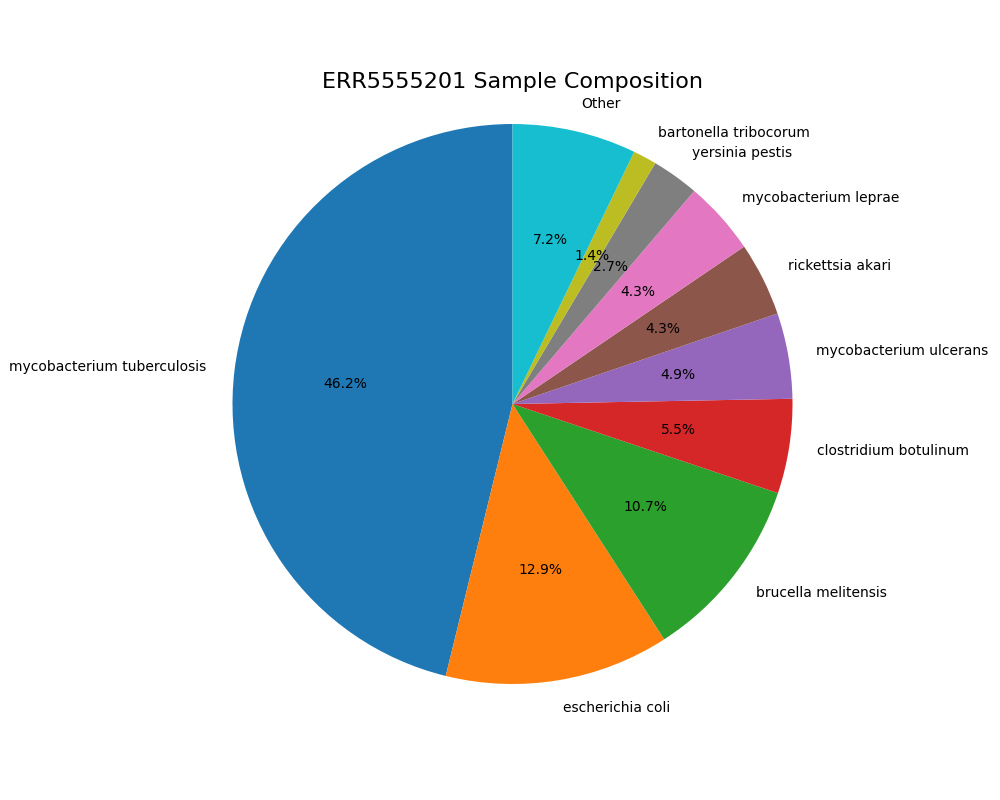 ERR5555201 Sample Composition
Other
bartonella tribocorum
yersinia pestis
mycobacterium leprae
rickettsia akari
mycobacterium ulcerans
clostridium botulinum
brucella melitensis
escherichia coli
mycobacterium tuberculosis
7.2%
1.4%
2.7%
4.3%
4.3%
4.9%
5.5%
10.7%
12.9%
46.2%